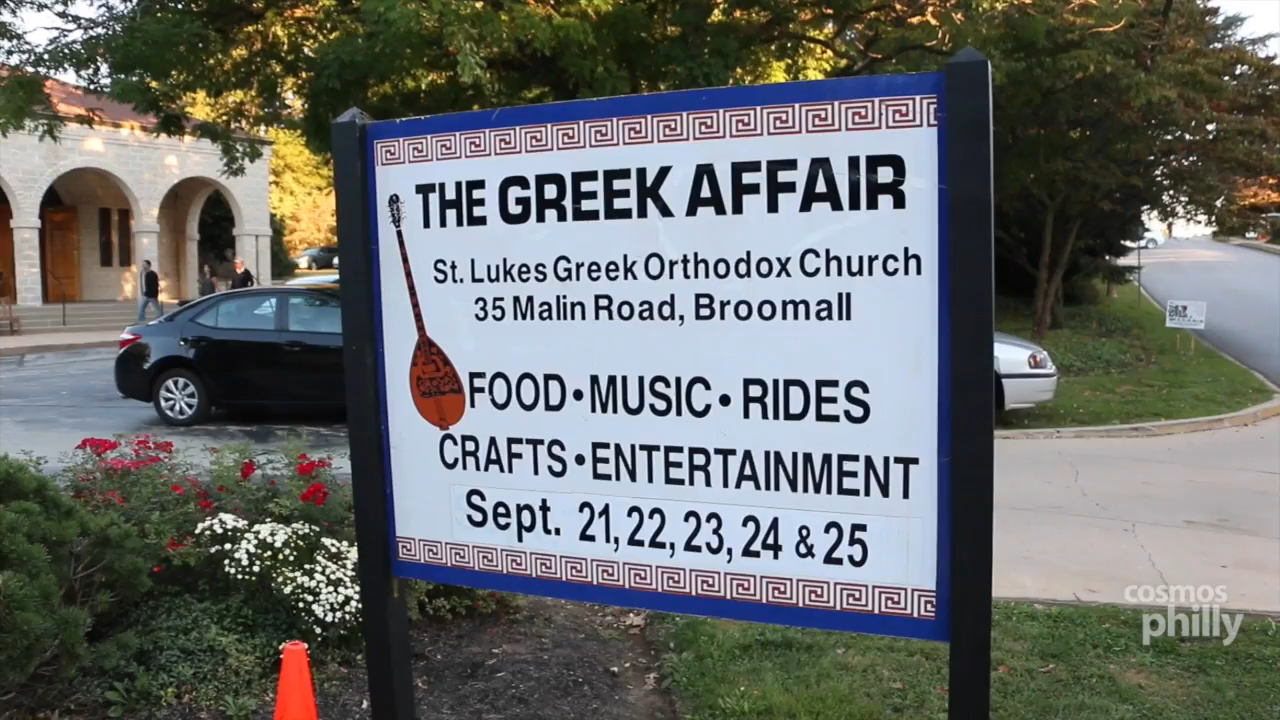 THE GREEK AFFAIR
St. Lukes Greek Orthodox Church
35 Malin Road, Broomall
FOOD • MUSIC • RIDES
CRAFTS • ENTERTAINMENT
Sept. 21, 22, 23, 24 & 25
cosmos
philly